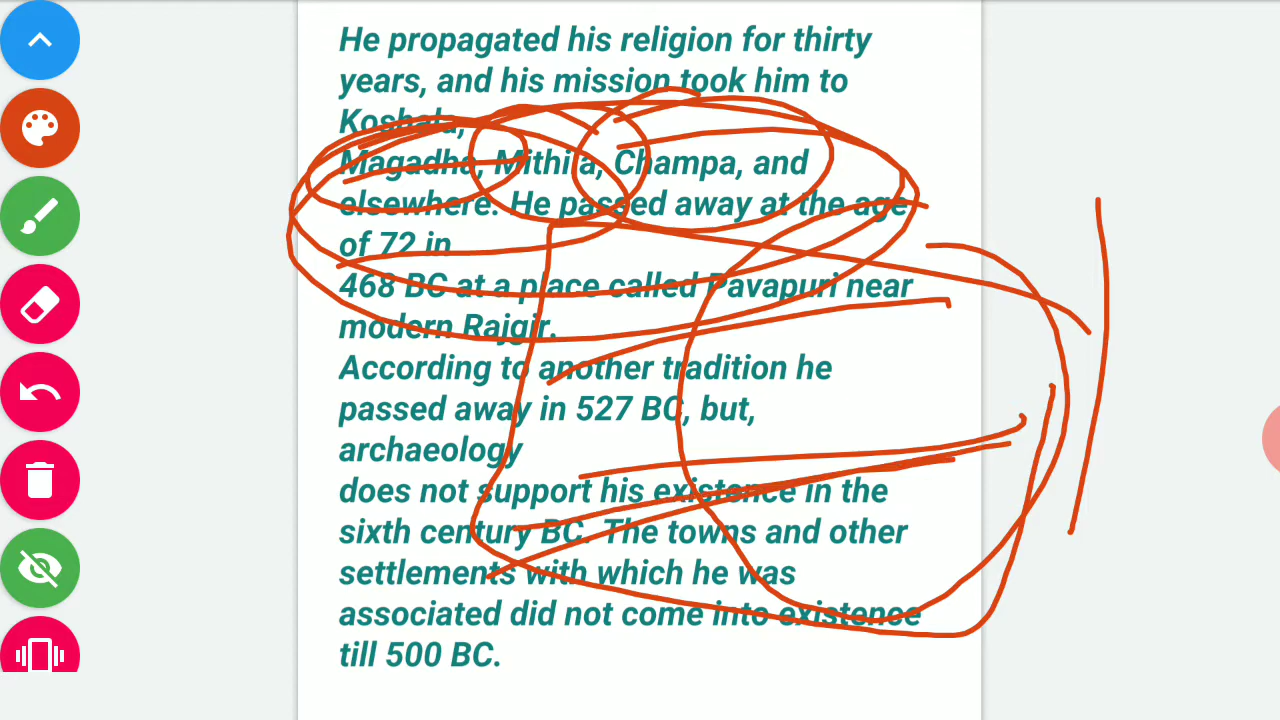 He propagated his religion for thirty
years, and his mission took him to
Koshala,
Magadha, Mithila, Champa, and
elsewhere. He passed away at the age
of 72 in
468 BC at a place called Pavapuri near
modern Rajgir.
According to another tradition he
passed away in 527 BC, but,
archaeology
does not support his existence in the
sixth century BC. The towns and other
settlements with which he was
associated did not come into existence
till 500 BC.